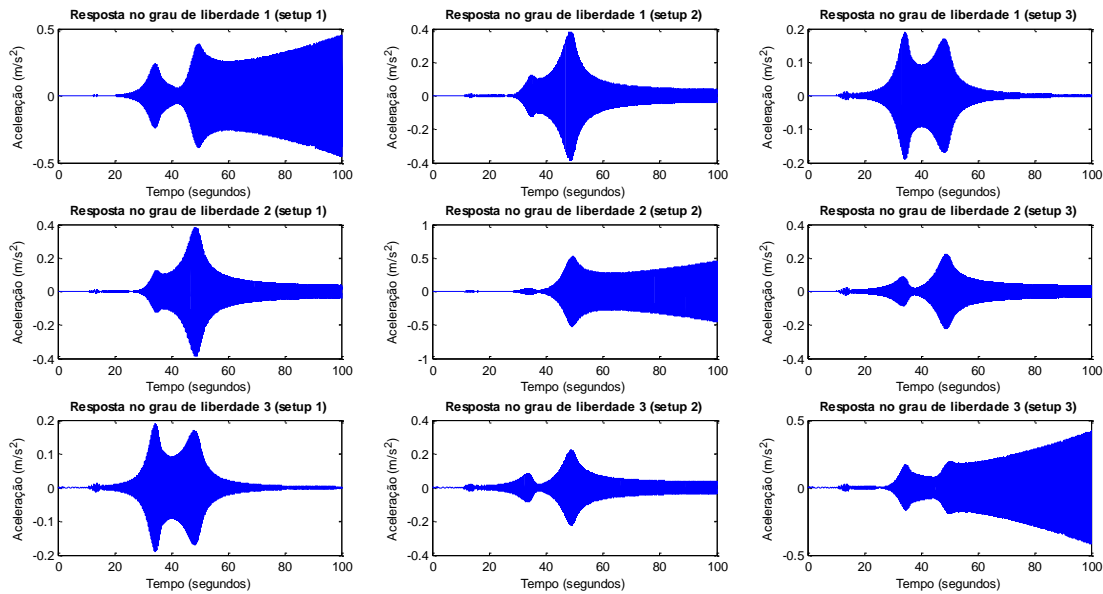 Resposta no grau de liberdade 1 (setup 1)
0.5
0
-0.5
Aceleração (m/s²)
0 20 40 60 80 100
Tempo (segundos)
Resposta no grau de liberdade 1 (setup 2)
0.4
0.2
0
-0.2
-0.4
Aceleração (m/s²)
0 20 40 60 80 100
Tempo (segundos)
Resposta no grau de liberdade 1 (setup 3)
0.2
0.1
0
-0.1
-0.2
Aceleração (m/s²)
0 20 40 60 80 100
Tempo (segundos)
Resposta no grau de liberdade 2 (setup 1)
0.4
0.2
0
-0.2
-0.4
Aceleração (m/s²)
0 20 40 60 80 100
Tempo (segundos)
Resposta no grau de liberdade 2 (setup 2)
1
0.5
0
-0.5
-1
Aceleração (m/s²)
0 20 40 60 80 100
Tempo (segundos)
Resposta no grau de liberdade 2 (setup 3)
0.4
0.2
0
-0.2
-0.4
Aceleração (m/s²)
0 20 40 60 80 100
Tempo (segundos)
Resposta no grau de liberdade 3 (setup 1)
0.2
0.1
0
-0.1
-0.2
Aceleração (m/s²)
0 20 40 60 80 100
Tempo (segundos)
Resposta no grau de liberdade 3 (setup 2)
0.4
0.2
0
-0.2
-0.4
Aceleração (m/s²)
0 20 40 60 80 100
Tempo (segundos)
Resposta no grau de liberdade 3 (setup 3)
0.5
0
-0.5
Aceleração (m/s²)
0 20 40 60 80 100
Tempo (segundos)